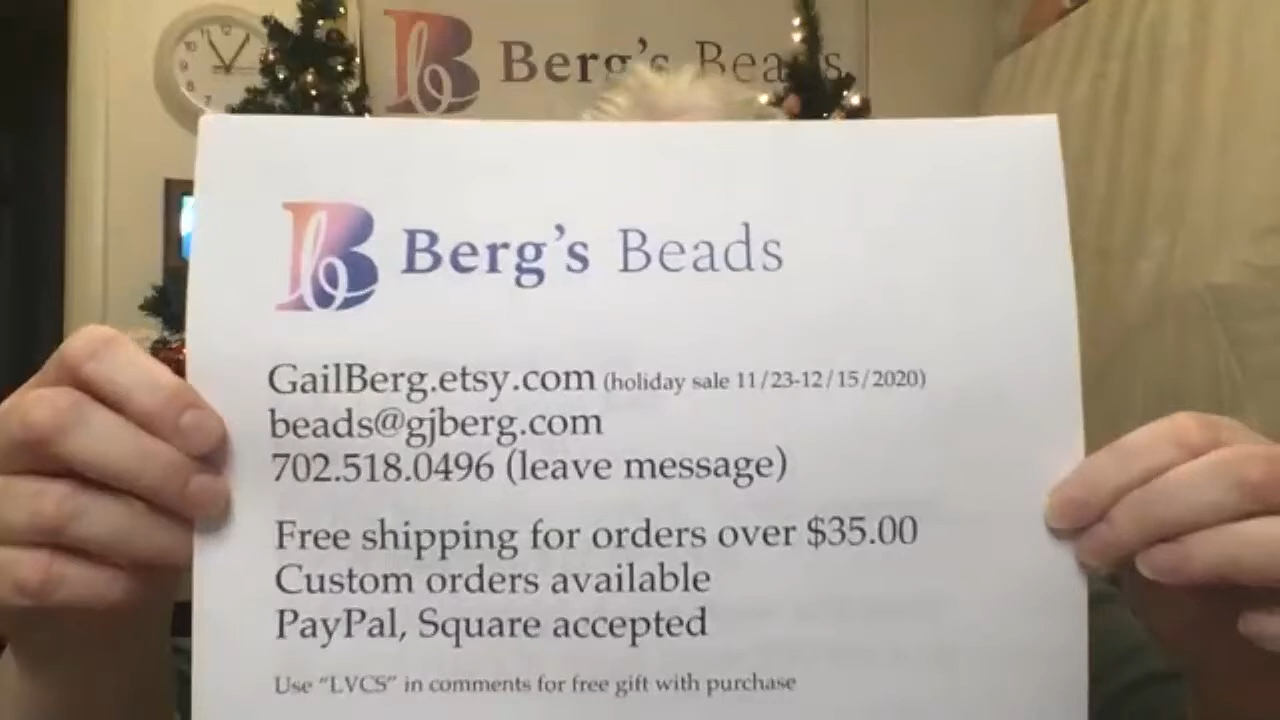 Berg's Beads
Berg's Beads
GailBerg.etsy.com (holiday sale 11/23-12/15/2020)
beads@gjberg.com
702.518.0496 (leave message)
Free shipping for orders over $35.00
Custom orders available
PayPal, Square accepted
Use "LVCS" in comments for free gift with purchase